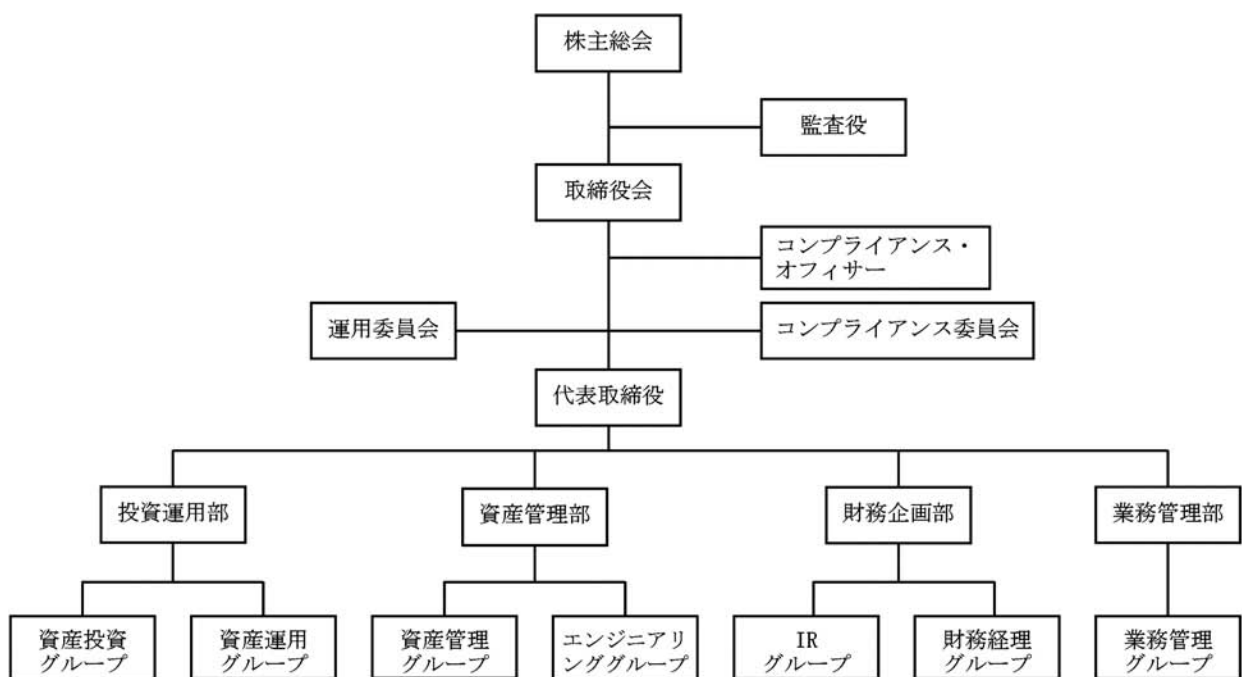 株主総会
監査役
取締役会
コンプライアンス・
オフィサー
運用委員会
コンプライアンス委員会
代表取締役
投資運用部
資産管理部
財務企画部
業務管理部
資産投資
グループ
資産運用
グループ
資産管理
グループ
エンジニアリ
ンググループ
IR
グループ
財務経理
グループ
業務管理
グループ